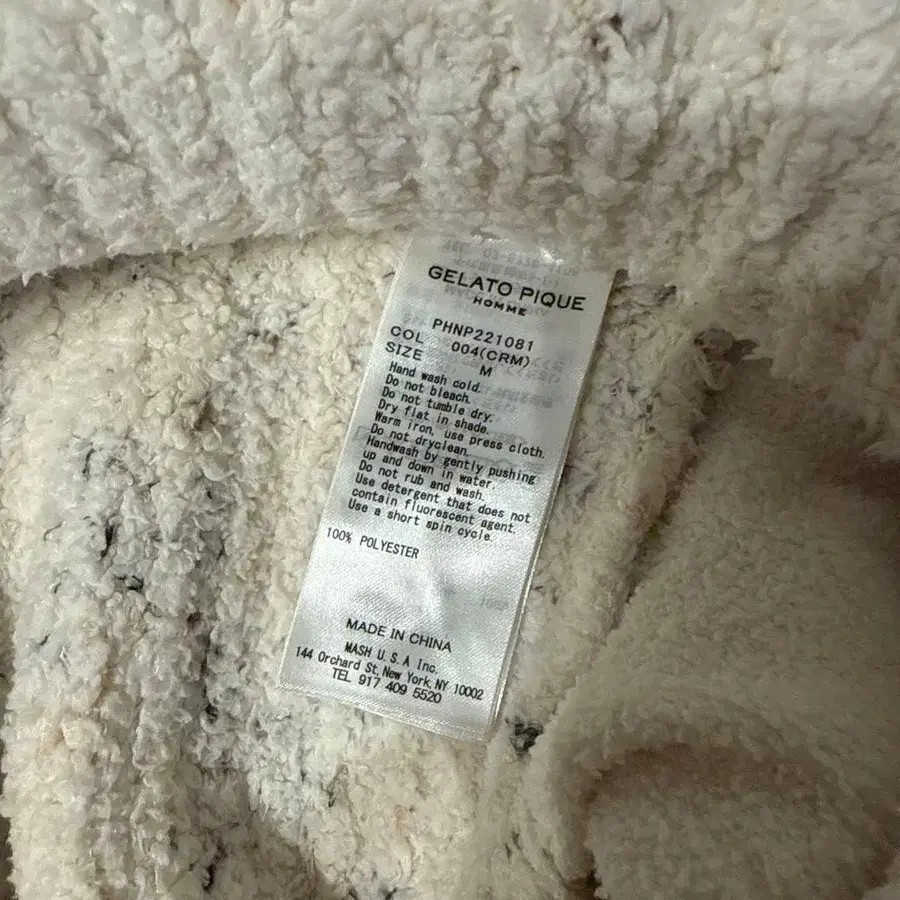 GELATO PIQUE
HOMME
PHNP221081
COL 004(CRM)
SIZE M
Hand wash cold.
Do not bleach.
Do not tumble dry.
Dry flat in shade.
Warm iron, use press cloth.
Do not dryclean.
Handwash by gently pushing
up and down in water.
Do not rub and wash.
Use detergent that does not
contain fluorescent agent.
Use a short spin cycle.
100% POLYESTER
MADE IN CHINA
MASH U.S.A Inc.
144 Orchard St. New York, NY 10002
TEL 917 409 5520